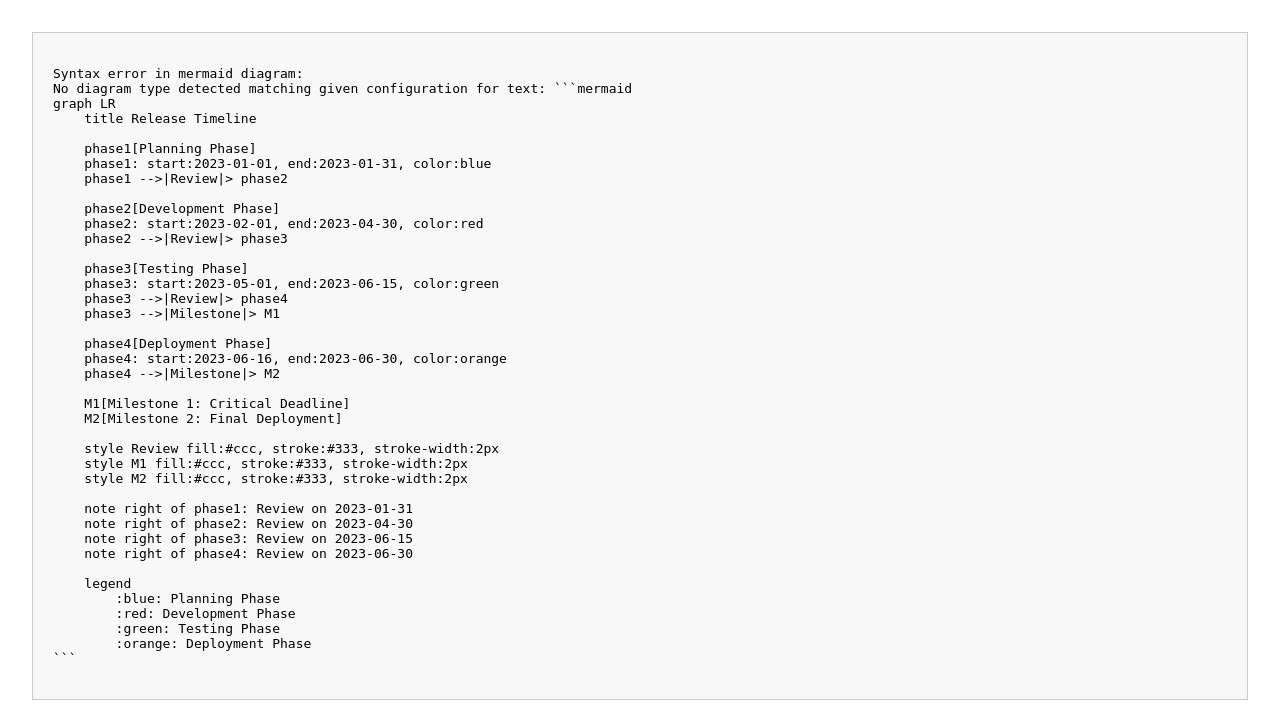 Syntax error in mermaid diagram:
No diagram type detected matching given configuration for text: ```mermaid
graph LR
    title Release Timeline

    phase1[Planning Phase]
    phase1: start:2023-01-01, end:2023-01-31, color:blue
    phase1 -->|Review|> phase2

    phase2[Development Phase]
    phase2: start:2023-02-01, end:2023-04-30, color:red
    phase2 -->|Review|> phase3

    phase3[Testing Phase]
    phase3: start:2023-05-01, end:2023-06-15, color:green
    phase3 -->|Review|> phase4
    phase3 -->|Milestone|> M1

    phase4[Deployment Phase]
    phase4: start:2023-06-16, end:2023-06-30, color:orange
    phase4 -->|Milestone|> M2

    M1[Milestone 1: Critical Deadline]
    M2[Milestone 2: Final Deployment]

    style Review fill:#ccc, stroke:#333, stroke-width:2px
    style M1 fill:#ccc, stroke:#333, stroke-width:2px
    style M2 fill:#ccc, stroke:#333, stroke-width:2px

    note right of phase1: Review on 2023-01-31
    note right of phase2: Review on 2023-04-30
    note right of phase3: Review on 2023-06-15
    note right of phase4: Review on 2023-06-30

    legend
        :blue: Planning Phase
        :red: Development Phase
        :green: Testing Phase
        :orange: Deployment Phase
```